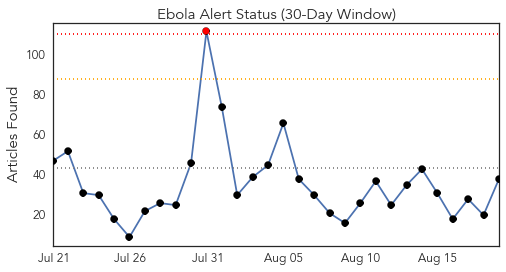 Ebola Alert Status (30-Day Window)
Articles Found
100
80
60
40
20
Jul 21 Jul 26 Jul 31 Aug 05 Aug 10 Aug 15